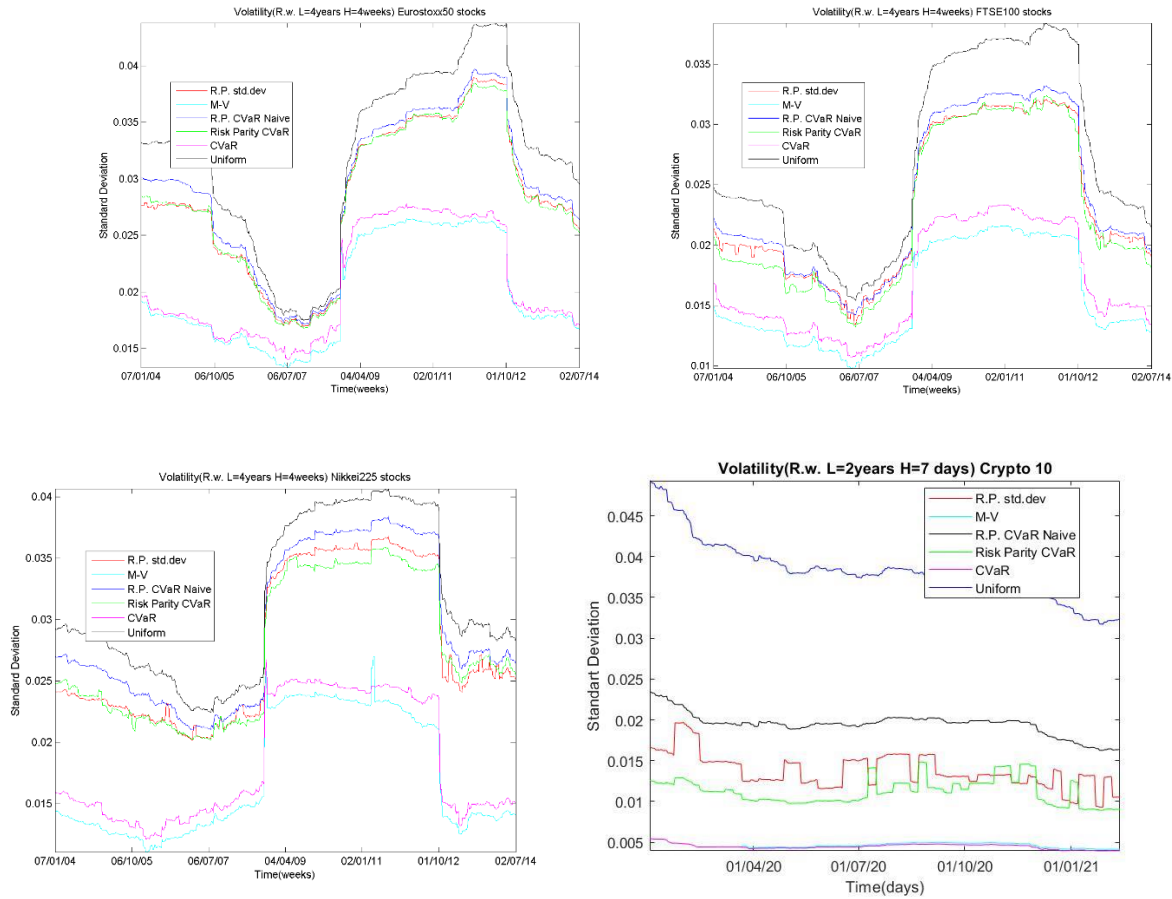 Volatility(R.w. L=4years H=4weeks) Eurostoxx50 stocks
Standard Deviation
0.04
0.035
0.03
0.025
0.02
0.015
R.P. std.dev
M-V
R.P. CVaR Naive
Risk Parity CVaR
CVaR
Uniform
07/01/04 06/10/05 06/07/07 04/04/09 02/01/11 01/10/12 02/07/14
Time(weeks)
Volatility(R.w. L=4years H=4weeks) FTSE100 stocks
Standard Deviation
0.035
0.03
0.025
0.02
0.015
0.01
R.P. std.dev
M-V
R.P. CVaR Naive
Risk Parity CVaR
CVaR
Uniform
07/01/04 06/10/05 06/07/07 04/04/09 02/01/11 01/10/12 02/07/14
Time(weeks)
Volatility(R.w. L=4years H=4weeks) Nikkei225 stocks
Standard Deviation
0.04
0.035
0.03
0.025
0.02
0.015
R.P. std.dev
M-V
R.P. CVaR Naive
Risk Parity CVaR
CVaR
Uniform
07/01/04 06/10/05 06/07/07 04/04/09 02/01/11 01/10/12 02/07/14
Time(weeks)
Volatility(R.w. L=2years H=7 days) Crypto 10
Standart Deviation
0.045
0.04
0.035
0.03
0.025
0.02
0.015
0.01
0.005
R.P. std.dev
M-V
R.P. CVaR Naive
Risk Parity CVaR
CVaR
Uniform
01/04/20 01/07/20 01/10/20 01/01/21
Time(days)